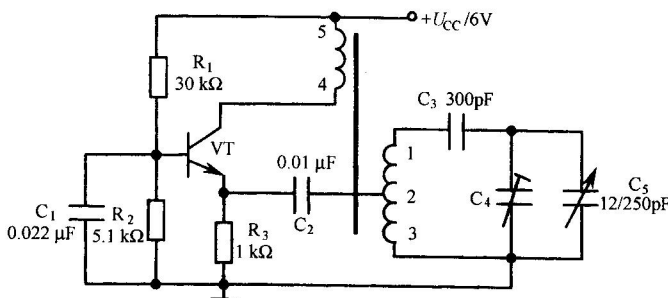 5
+U_CC/6V
R₁
30 kΩ
4
C₃ 300pF
VT
0.01 μF
1
2
3
C₁
0.022 μF
R₂
5.1 kΩ
C₂
R₃
1 kΩ
C₄
C₅
12/250pF